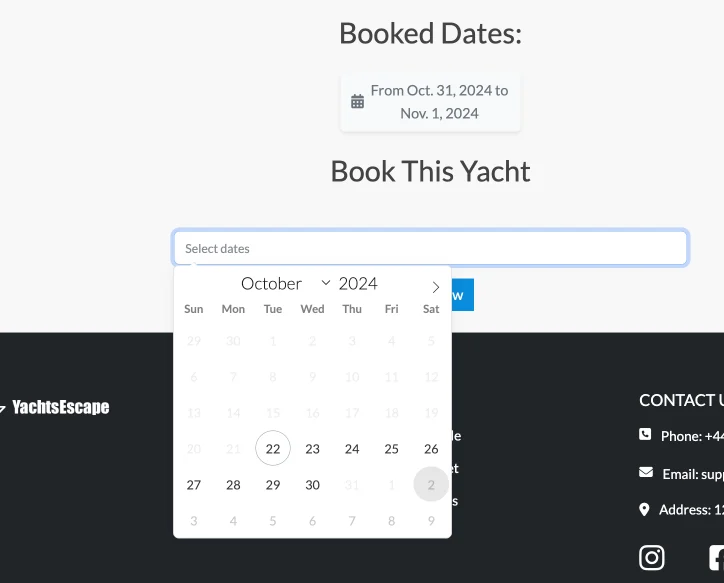 Booked Dates:
From Oct. 31, 2024 to
Nov. 1, 2024
Book This Yacht
Select dates
October 2024
Sun Mon Tue Wed Thu Fri Sat
29 30 1 2 3 4 5
6 7 8 9 10 11 12
13 14 15 16 17 18 19
20 21 22 23 24 25 26
27 28 29 30 31 1 2
3 4 5 6 7 8 9
w
YachtsEscape
le
et
s
CONTACT U
Phone: +44
Email: supp
Address: 12